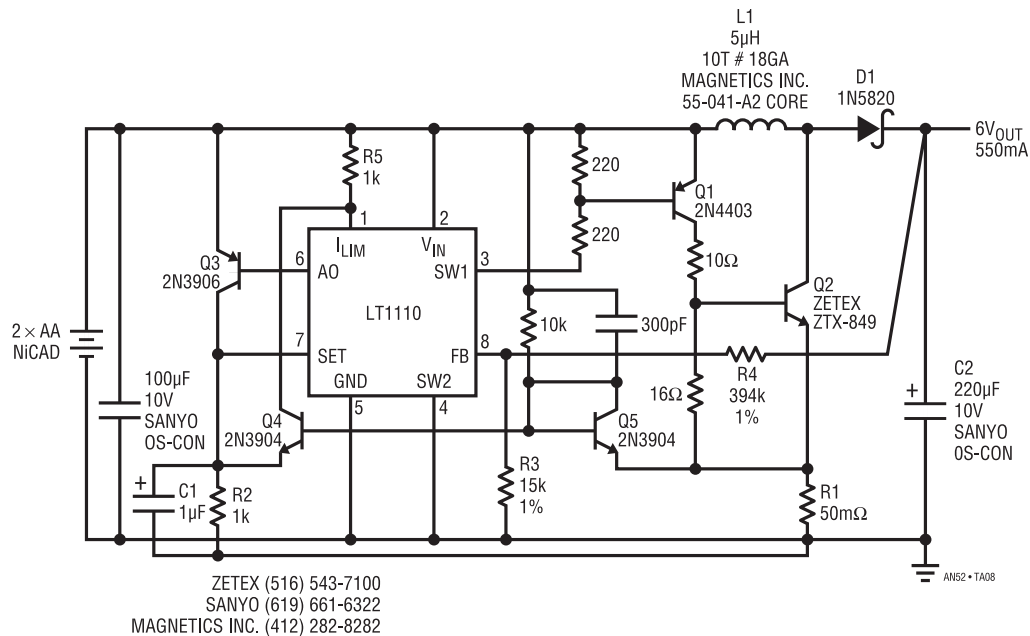 L1
5µH
10T # 18GA
MAGNETICS INC.
55-041-A2 CORE
D1
1N5820
6VOUT
550mA
R5
1k
220
220
Q1
2N4403
1
2
ILIM
VIN
3
SW1
10Ω
Q3
2N3906
6
AO
LT1110
Q2
ZETEX
ZTX-849
2 × AA
NiCAD
7
SET
10k
300pF
8
FB
GND
SW2
5
4
R4
394k
1%
16Ω
100µF
10V
SANYO
OS-CON
Q4
2N3904
Q5
2N3904
+
C2
220µF
10V
SANYO
0S-CON
+
C1
1µF
R2
1k
R3
15k
1%
R1
50mΩ
AN52 • TA08
ZETEX (516) 543-7100
SANYO (619) 661-6322
MAGNETICS INC. (412) 282-8282